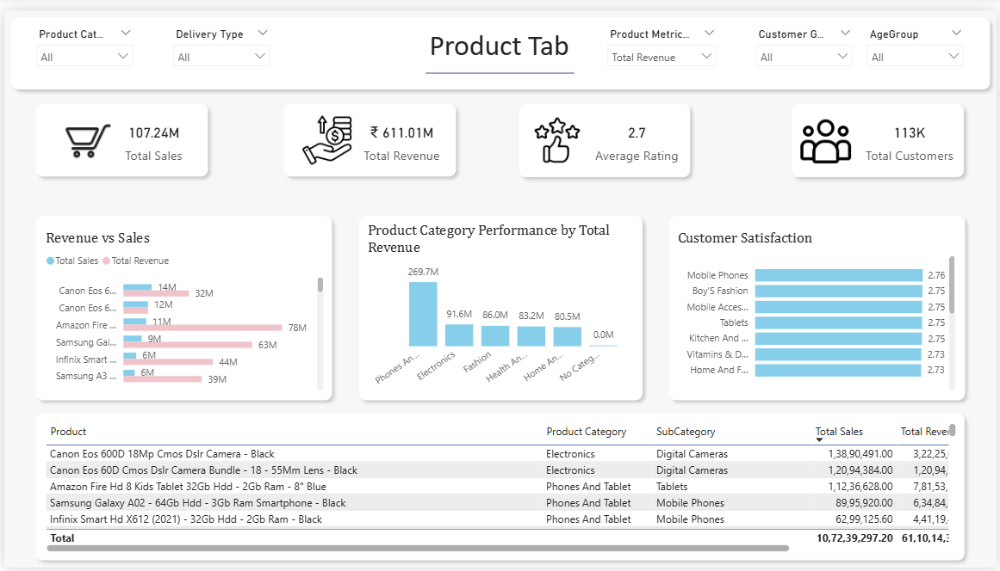 Product Cat...
Delivery Type
Product Tab
Product Metric...
Customer G...
AgeGroup
All
All
Total Revenue
All
All
107.24M
Total Sales
₹ 611.01M
Total Revenue
2.7
Average Rating
113K
Total Customers
Revenue vs Sales
Total Sales Total Revenue
Canon Eos 6... 14M 32M
Canon Eos 6... 12M
Amazon Fire ... 11M 78M
Samsung Gal... 9M 63M
Infinix Smart ... 6M 44M
Samsung A3 ... 6M 39M
Product Category Performance by Total
Revenue
269.7M 91.6M 86.0M 83.2M 80.5M 0.0M
Phones An... Electronics Fashion Health An... Home An... No Categ...
Customer Satisfaction
Mobile Phones 2.76
Boy'S Fashion 2.75
Mobile Acces... 2.75
Tablets 2.75
Kitchen And ... 2.75
Vitamins & D... 2.73
Home And F... 2.73
Product Product Category SubCategory Total Sales Total Reven
Canon Eos 600D 18Mp Cmos Dslr Camera - Black Electronics Digital Cameras 1,38,90,491.00 3,22,25,
Canon Eos 60D Cmos Dslr Camera Bundle - 18 - 55Mm Lens - Black Electronics Digital Cameras 1,20,94,384.00 1,20,94,
Amazon Fire Hd 8 Kids Tablet 32Gb Hdd - 2Gb Ram - 8" Blue Phones And Tablet Tablets 1,12,36,628.00 7,81,53,
Samsung Galaxy A02 - 64Gb Hdd - 3Gb Ram Smartphone - Black Phones And Tablet Mobile Phones 89,95,920.00 6,34,84,
Infinix Smart Hd X612 (2021) - 32Gb Hdd - 2Gb Ram - Black Phones And Tablet Mobile Phones 62,99,125.60 4,41,19,
Total 10,72,39,297.20 61,10,14,3